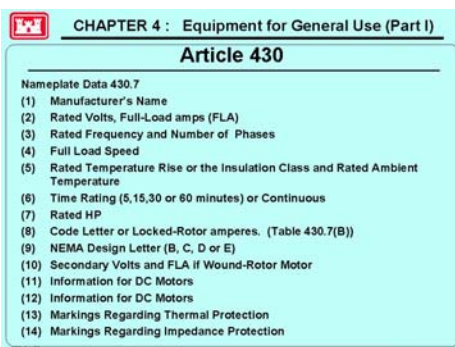 CHAPTER 4 : Equipment for General Use (Part I)
Article 430
Nameplate Data 430.7
(1) Manufacturer's Name
(2) Rated Volts, Full-Load amps (FLA)
(3) Rated Frequency and Number of Phases
(4) Full Load Speed
(5) Rated Temperature Rise or the Insulation Class and Rated Ambient
Temperature
(6) Time Rating (5,15,30 or 60 minutes) or Continuous
(7) Rated HP
(8) Code Letter or Locked-Rotor amperes. (Table 430.7(B))
(9) NEMA Design Letter (B, C, D or E)
(10) Secondary Volts and FLA if Wound-Rotor Motor
(11) Information for DC Motors
(12) Information for DC Motors
(13) Markings Regarding Thermal Protection
(14) Markings Regarding Impedance Protection